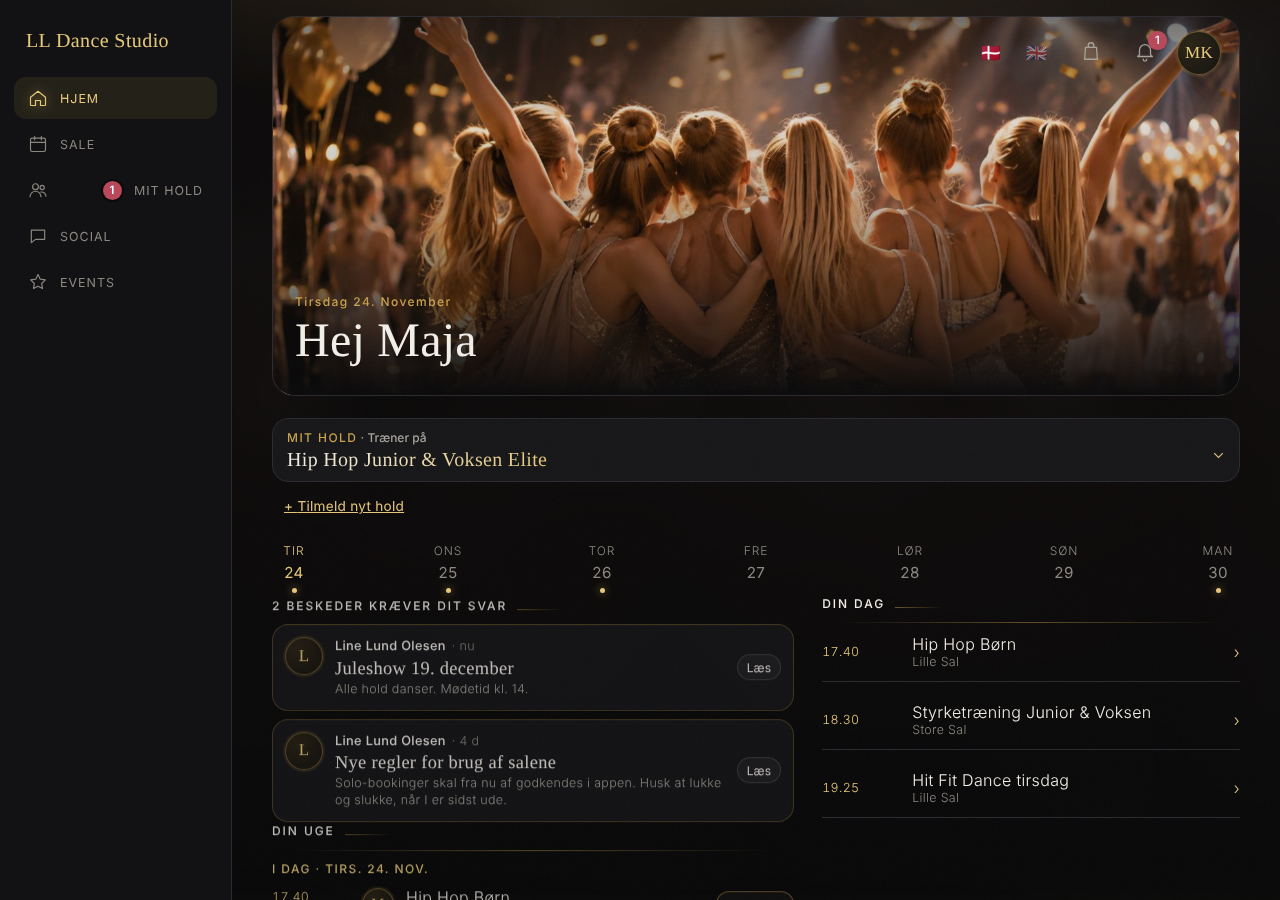 LL Dance Studio
HJEM
SALE
1 MIT HOLD
SOCIAL
EVENTS
1
MK
Tirsdag 24. November
Hej Maja
MIT HOLD · Træner på
Hip Hop Junior & Voksen Elite
+ Tilmeld nyt hold
TIR ONS TOR FRE LØR SØN MAN
24 25 26 27 28 29 30
2 BESKEDER KRÆVER DIT SVAR
L
Line Lund Olesen · nu
Juleshow 19. december
Alle hold danser. Mødetid kl. 14.
Læs
L
Line Lund Olesen · 4 d
Nye regler for brug af salene
Solo-bookinger skal fra nu af godkendes i appen. Husk at lukke
og slukke, når I er sidst ude.
Læs
DIN UGE
I DAG · TIRS. 24. NOV.
17.40 Hip Hop Børn
DIN DAG
17.40 Hip Hop Børn
Lille Sal
18.30 Styrketræning Junior & Voksen
Store Sal
19.25 Hit Fit Dance tirsdag
Lille Sal